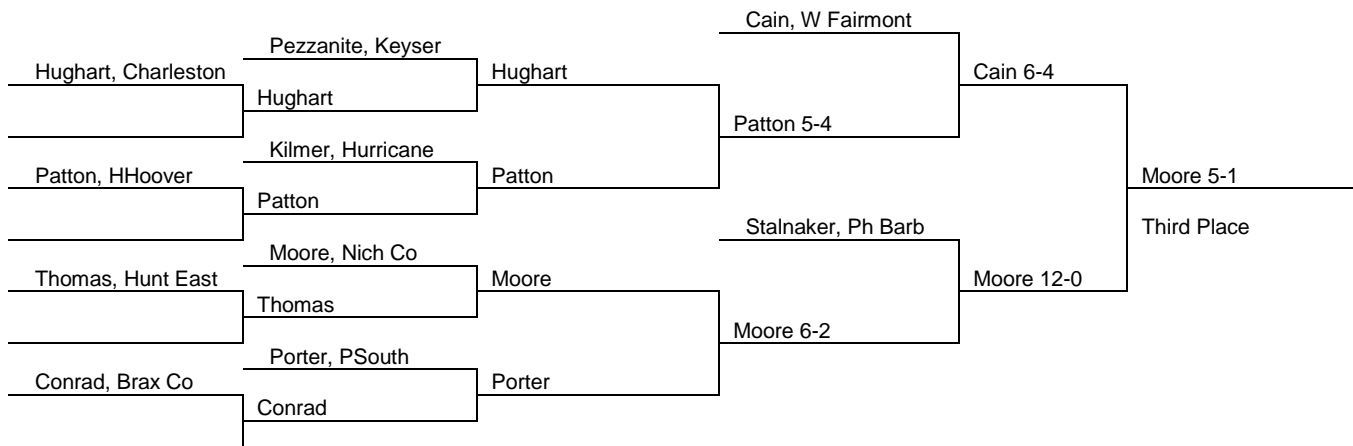 Cain, W Fairmont
Pezzanite, Keyser
Hughart, Charleston
Hughart
Cain 6-4
Hughart
Patton 5-4
Kilmer, Hurricane
Patton, HHoover
Patton
Moore 5-1
Patton
Stalnaker, Ph Barb
Third Place
Moore, Nich Co
Thomas, Hunt East
Moore
Moore 12-0
Thomas
Moore 6-2
Porter, PSouth
Conrad, Brax Co
Porter
Conrad